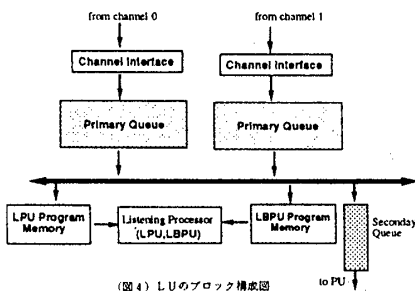 from channel 0
from channel 1
Channel Interface
Channel Interface
Primary Queue
Primary Queue
LPU Program
Memory
Listening Processor
(LPU,LBPU)
LBPU Program
Memory
Seconday
Queue
to PU
(図4) LUのブロック構成図